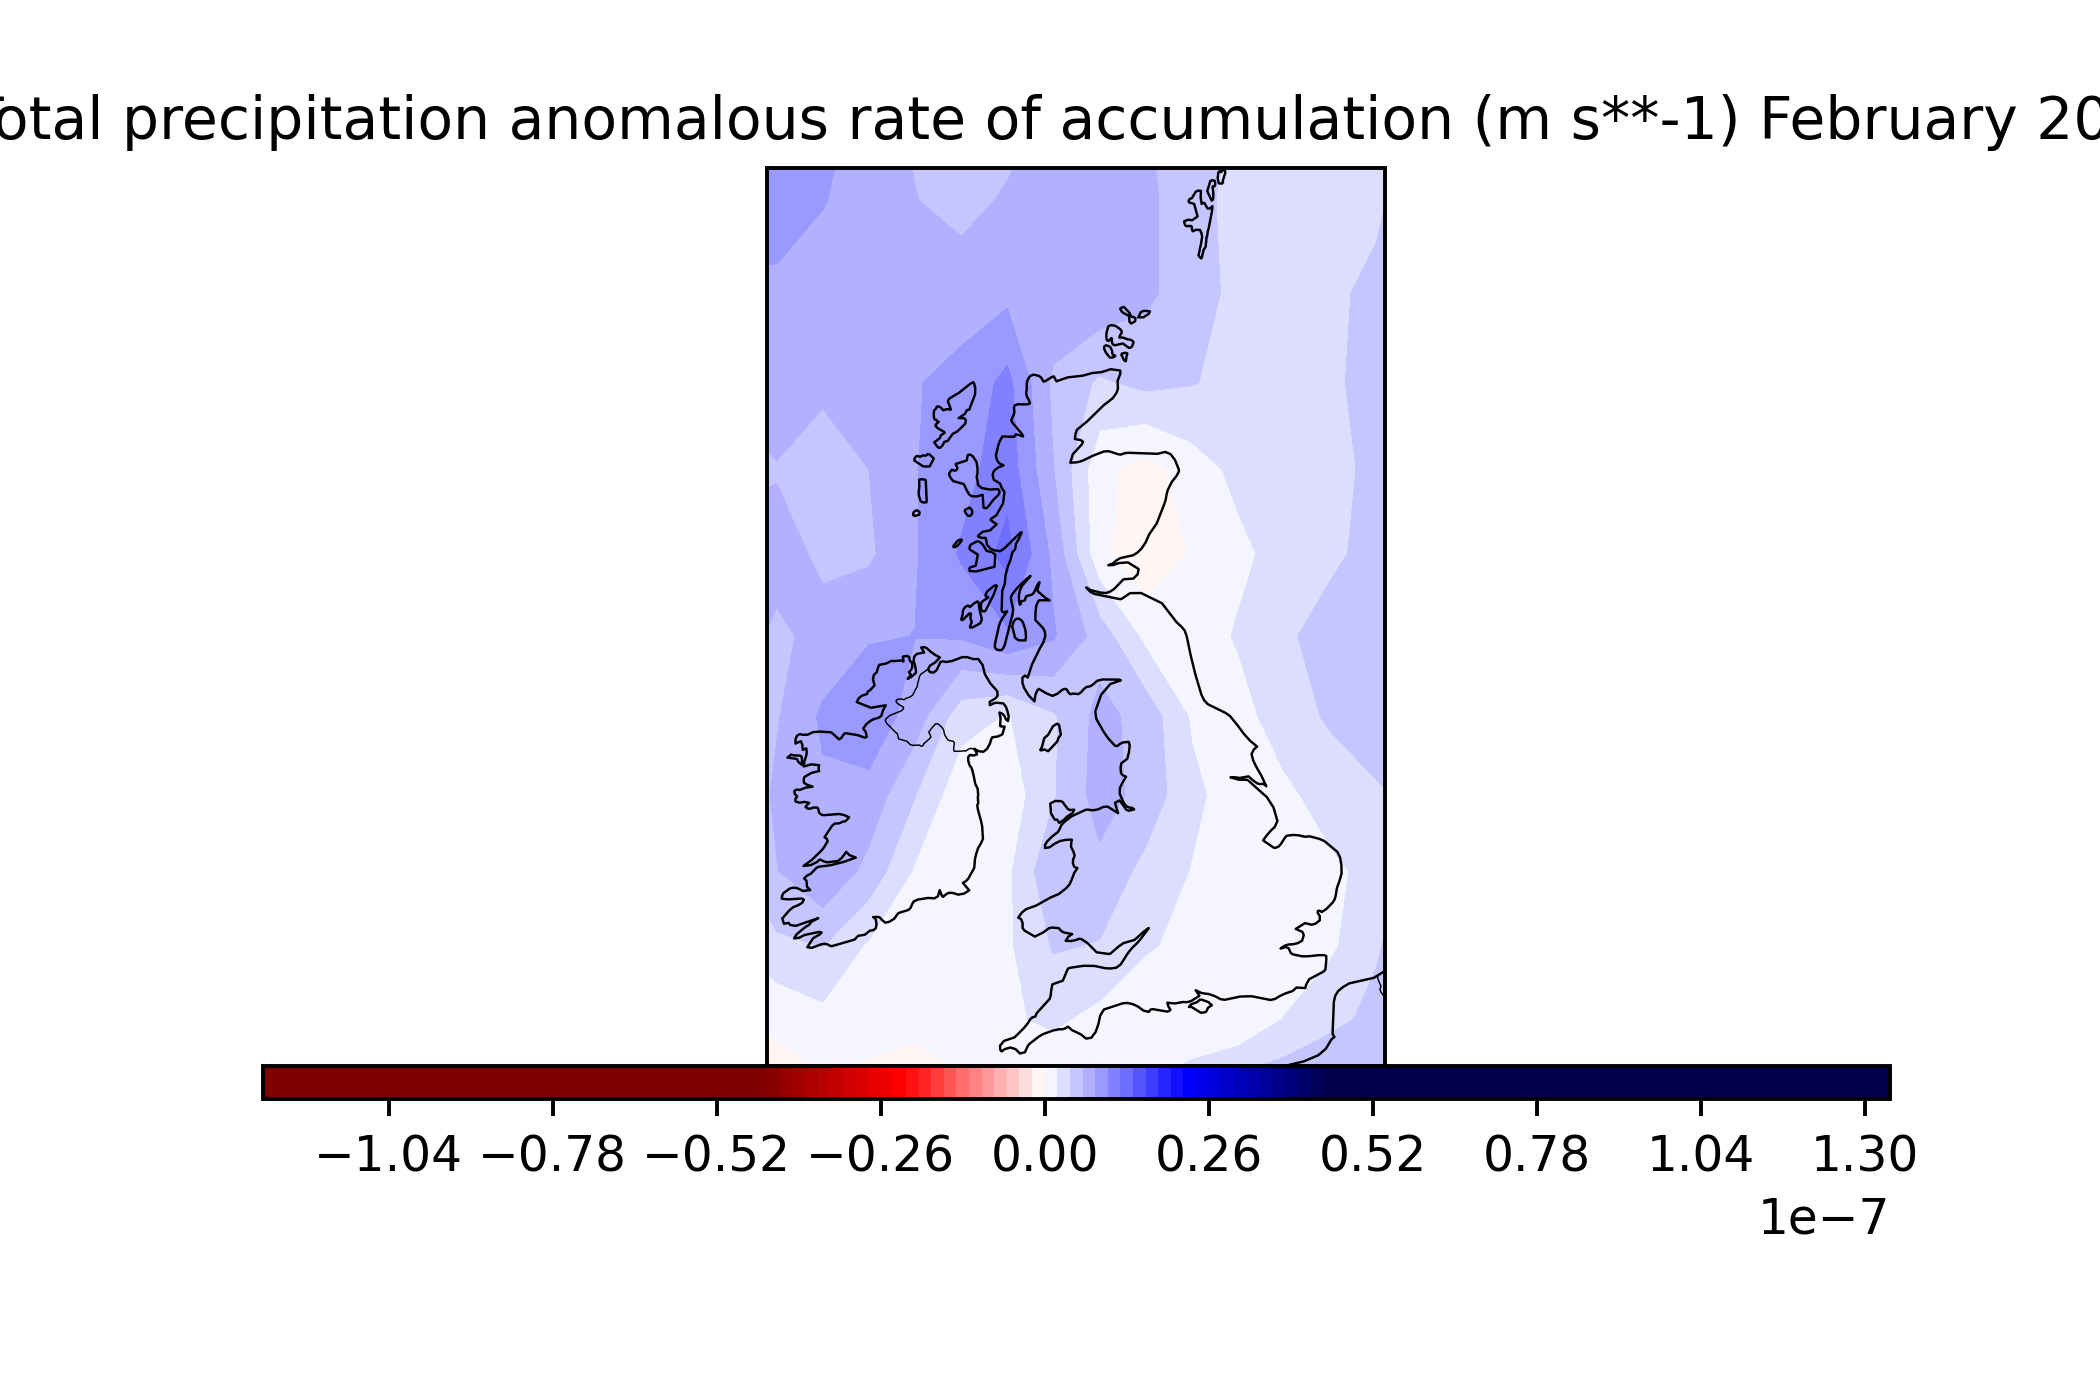 otal precipitation anomalous rate of accumulation (m s**-1) February 20
−1.04 −0.78 −0.52 −0.26 0.00 0.26 0.52 0.78 1.04 1.30
1e−7